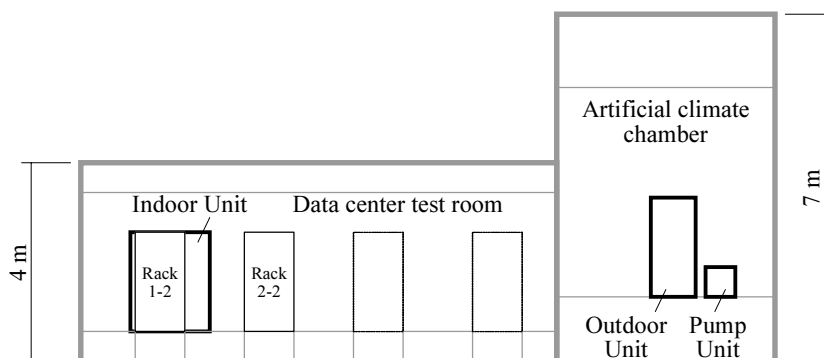 Artificial climate
chamber
Indoor Unit
Data center test room
Rack
1-2
Rack
2-2
4 m
7 m
Outdoor
Unit
Pump
Unit